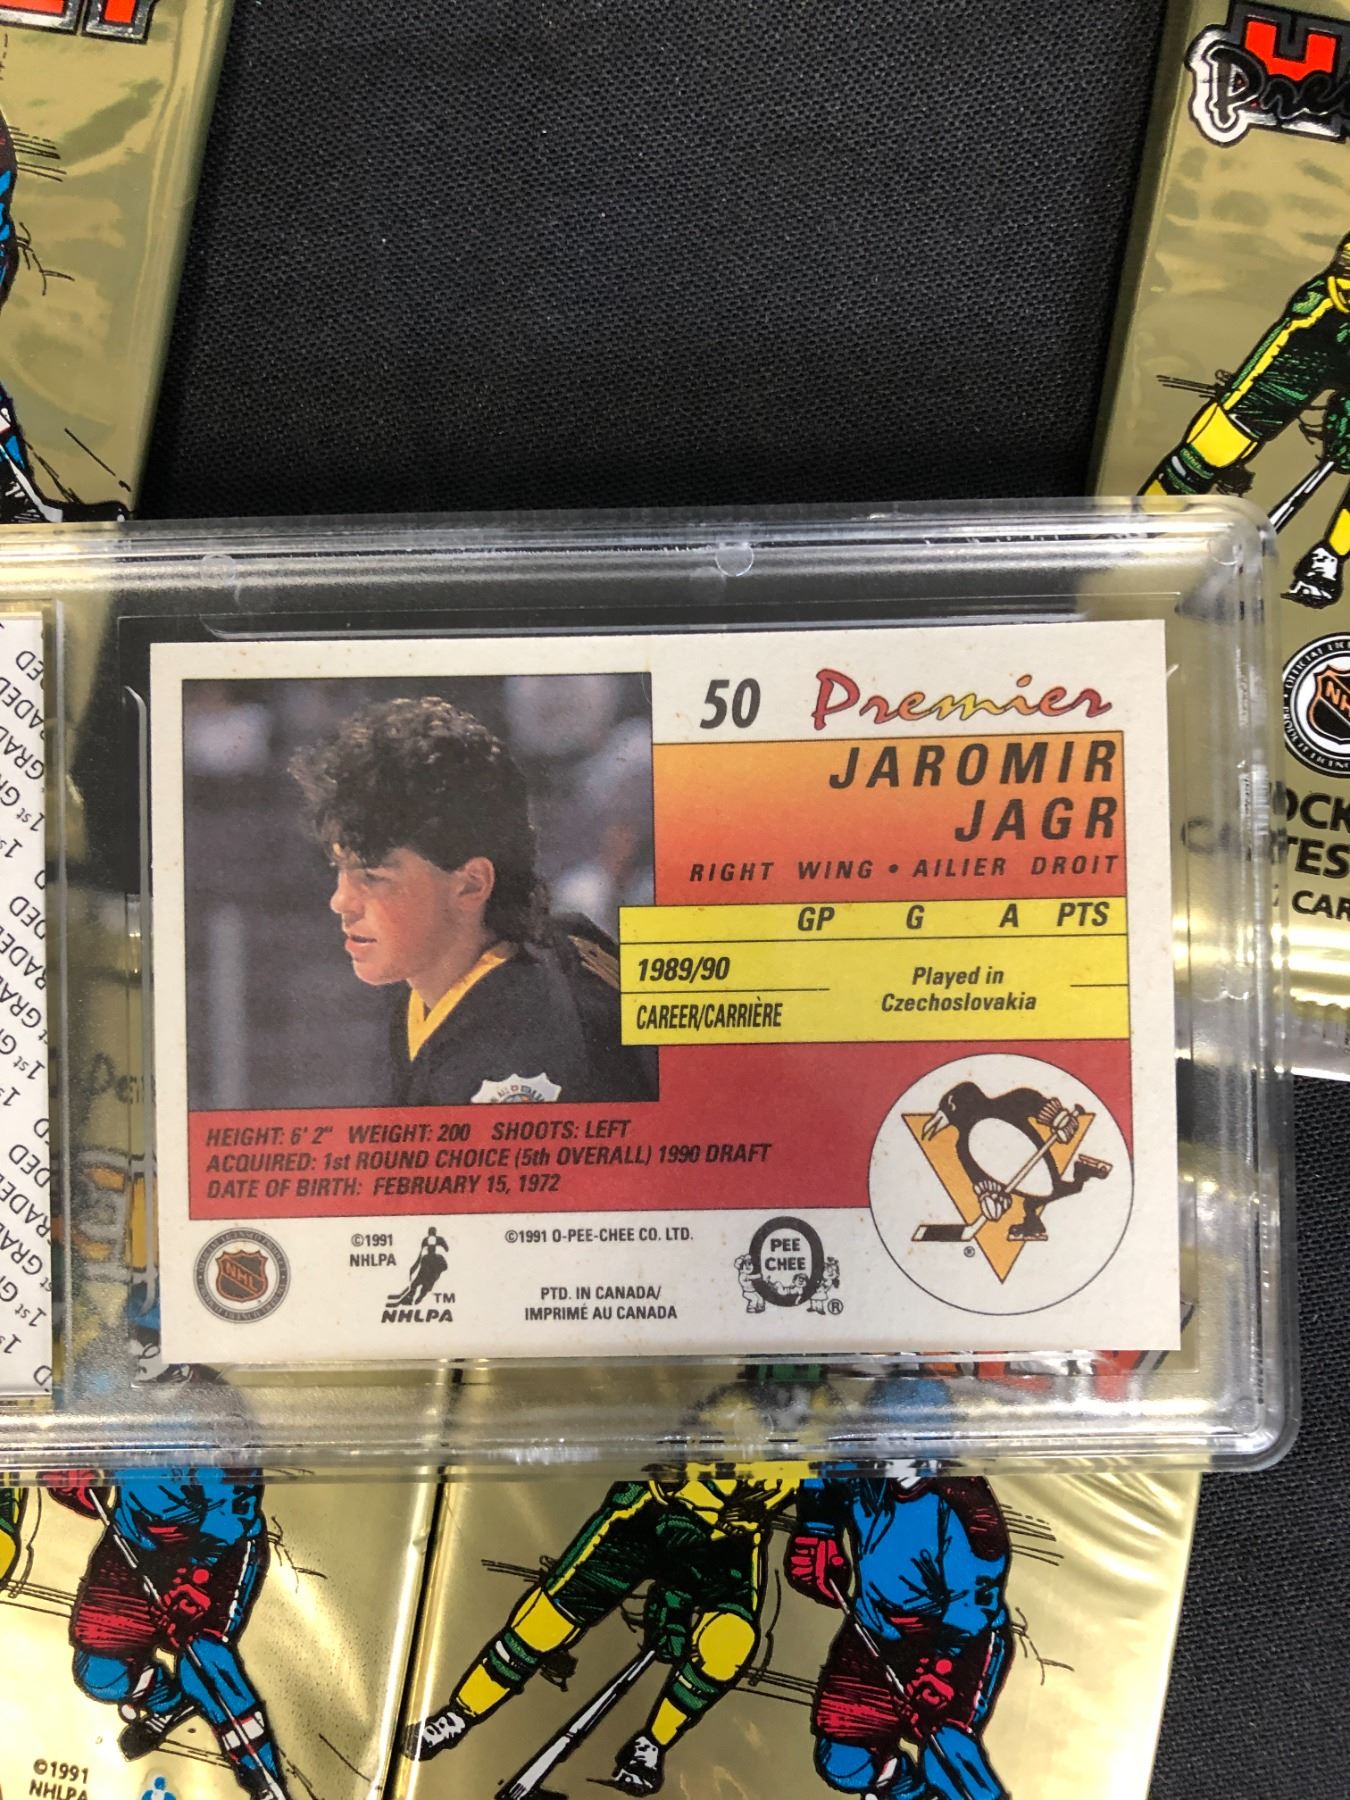 50 Premier
JAROMIR
JAGR
RIGHT WING • AILIER DROIT
GP G A PTS
1989/90
Played in
Czechoslovakia
CAREER/CARRIÈRE
HEIGHT: 6' 2" WEIGHT: 200 SHOOTS: LEFT
ACQUIRED: 1st ROUND CHOICE (5th OVERALL) 1990 DRAFT
DATE OF BIRTH: FEBRUARY 15, 1972
NHL
©1991
NHLPA
TM
NHLPA
©1991 O-PEE-CHEE CO. LTD.
PTD. IN CANADA/
IMPRIMÉ AU CANADA
PEE
CHEE
®
®
©1991
NHLPA